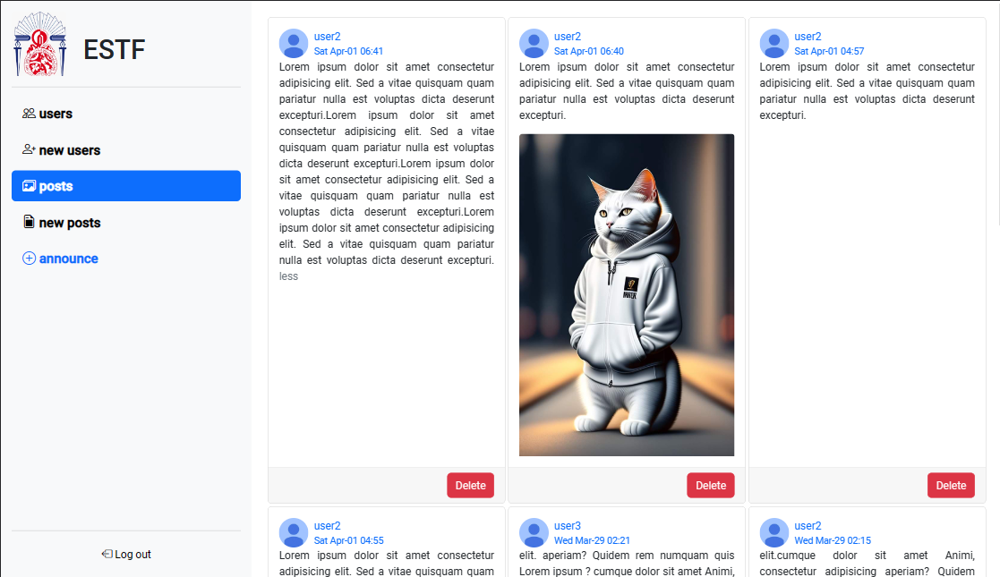 ESTF
users
new users
posts
new posts
announce
Log out
user2
Sat Apr-01 06:41
Lorem ipsum dolor sit amet consectetur
adipisicing elit. Sed a vitae quisquam quam
pariatur nulla est voluptas dicta deserunt
excepturi.Lorem ipsum dolor sit amet
consectetur adipisicing elit. Sed a vitae
quisquam quam pariatur nulla est voluptas
dicta deserunt excepturi.Lorem ipsum dolor
sit amet consectetur adipisicing elit. Sed a
vitae quisquam quam pariatur nulla est
voluptas dicta deserunt excepturi.Lorem
ipsum dolor sit amet consectetur adipisicing
elit. Sed a vitae quisquam quam pariatur
nulla est voluptas dicta deserunt excepturi.
less
Delete
user2
Sat Apr-01 06:40
Lorem ipsum dolor sit amet consectetur
adipisicing elit. Sed a vitae quisquam quam
pariatur nulla est voluptas dicta deserunt
excepturi.
Delete
user2
Sat Apr-01 04:57
Lorem ipsum dolor sit amet consectetur
adipisicing elit. Sed a vitae quisquam quam
pariatur nulla est voluptas dicta deserunt
excepturi.
Delete
user2
Sat Apr-01 04:55
Lorem ipsum dolor sit amet consectetur
adipisicing elit. Sed a vitae quisquam quam
user3
Wed Mar-29 02:21
elit. aperiam? Quidem rem numquam quis
Lorem ipsum ? cumque dolor sit amet Animi,
user2
Wed Mar-29 02:15
elit.cumque dolor sit amet Animi,
consectetur adipisicing aperiam? Quidem